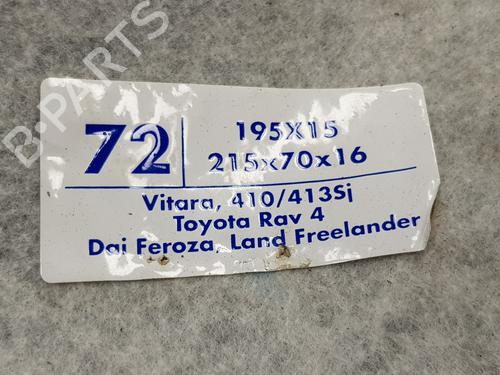 B-PARTS
72
195X15
215x70x16
Vitara, 410/413Sj
Toyota Rav 4
Dai Feroza, Land Freelander